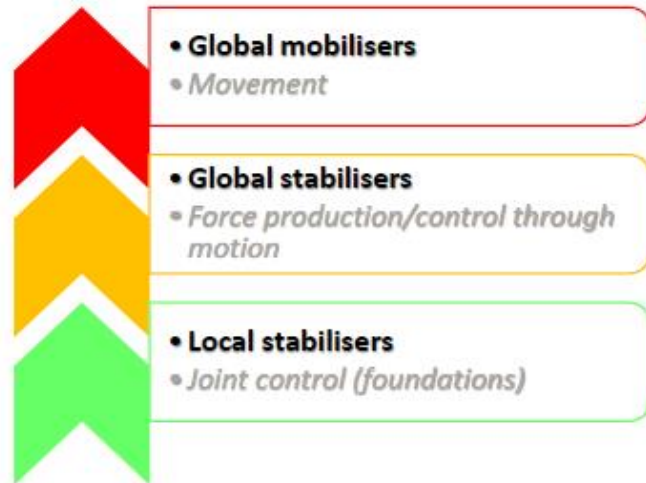 • Global mobilisers
• Movement
• Global stabilisers
• Force production/control through
motion
• Local stabilisers
• Joint control (foundations)